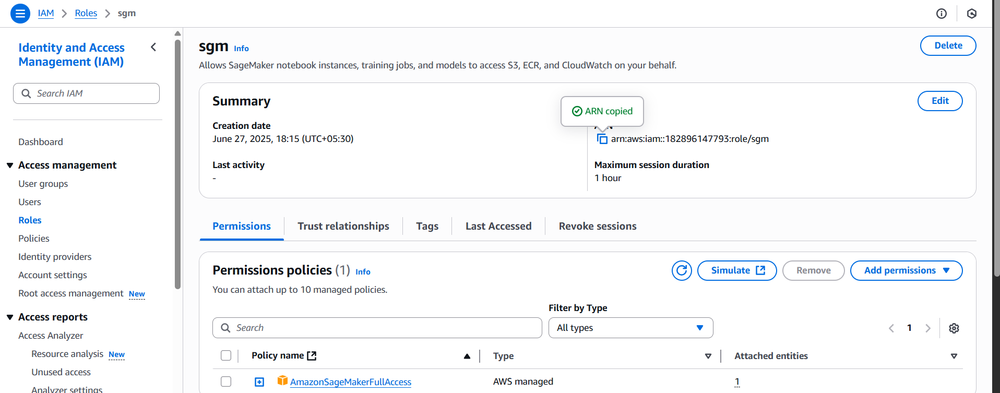 IAM > Roles > sgm
Identity and Access
Management (IAM)
Search IAM
Dashboard
Access management
User groups
Users
Roles
Policies
Identity providers
Account settings
Root access management New
Access reports
Access Analyzer
Resource analysis New
Unused access
Analyzer settings
sgm Info
Delete
Allows SageMaker notebook instances, training jobs, and models to access S3, ECR, and CloudWatch on your behalf.
Summary
Edit
ARN copied
Creation date
June 27, 2025, 18:15 (UTC+05:30)
arn:aws:iam::182896147793:role/sgm
Last activity
-
Maximum session duration
1 hour
Permissions
Trust relationships
Tags
Last Accessed
Revoke sessions
Permissions policies (1) Info
You can attach up to 10 managed policies.
Simulate
Remove
Add permissions
Filter by Type
Search
All types
1
Policy name
Type
Attached entities
AmazonSageMakerFullAccess
AWS managed
1